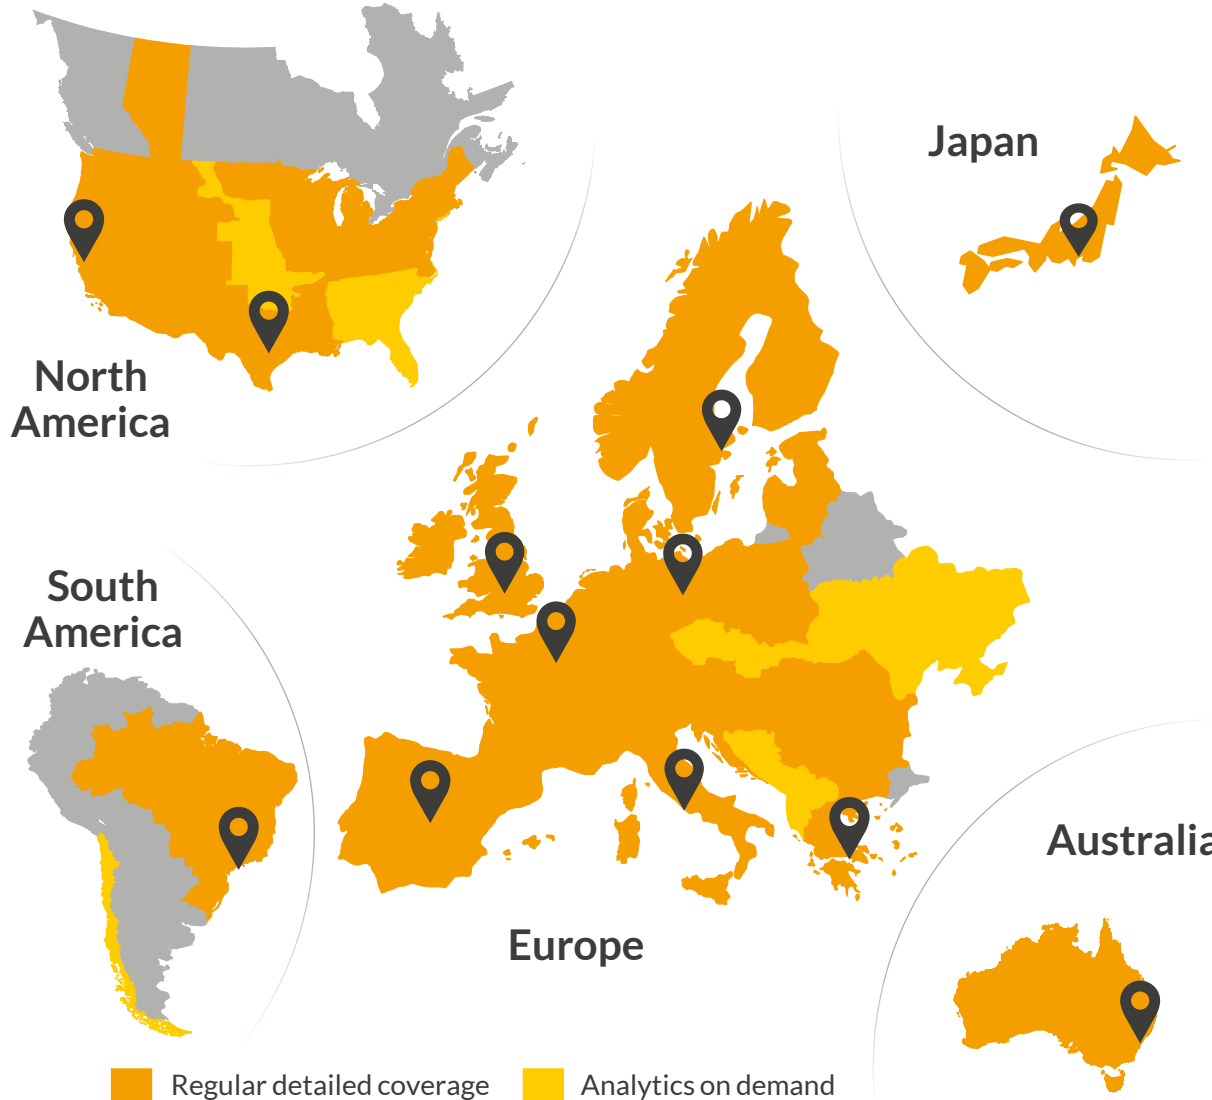 Japan
North
America
South
America
Australia
Europe
Regular detailed coverage
Analytics on demand